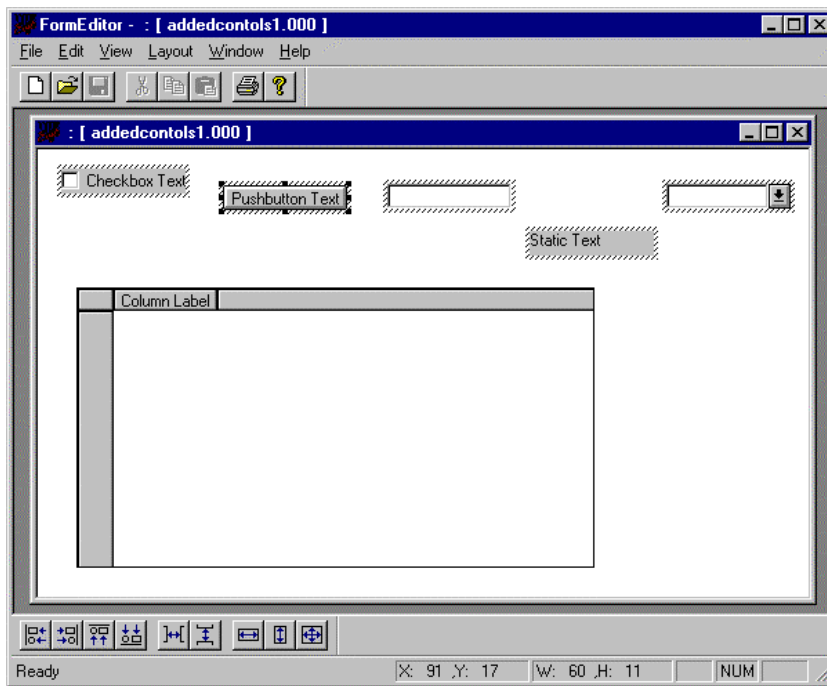 FormEditor - : [ addedcontols1.000 ]
File Edit View Layout Window Help
: [ addedcontols1.000 ]
Checkbox Text
Pushbutton Text
Static Text
Column Label
Ready
X: 91 ,Y: 17
W: 60 ,H: 11
NUM